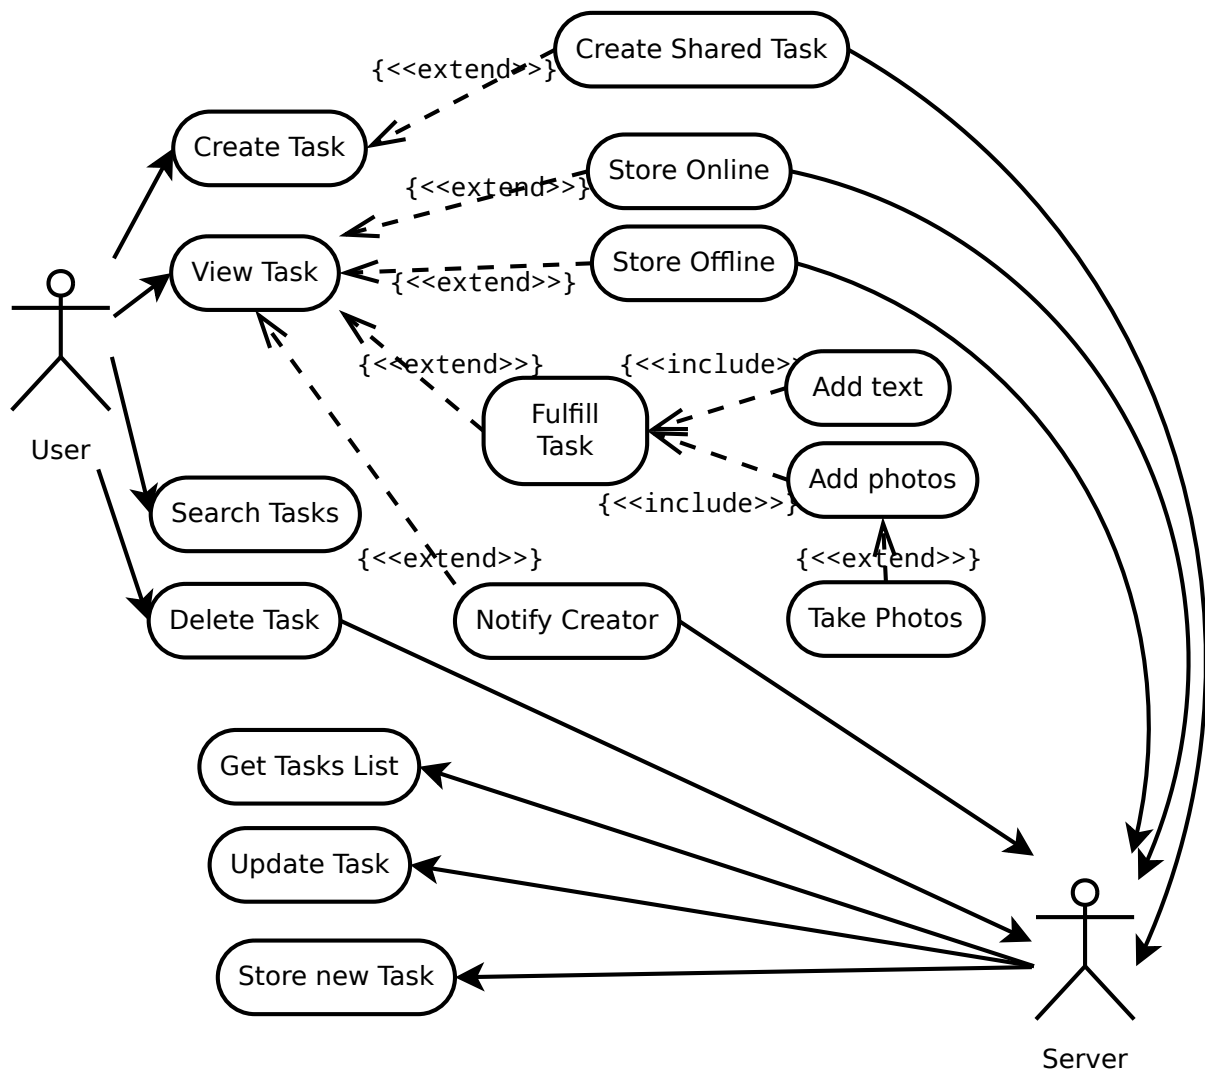 Create Shared Task
{<<extend>>}
Create Task
Store Online
{<<extend>>}
View Task
Store Offline
{<<extend>>}
{<<extend>>}
{<<include>
Add text
Fulfill
Task
User
Add photos
{<<include>>}
Search Tasks
{<<extend>>}
{<<extend>>}
Delete Task
Notify Creator
Take Photos
Get Tasks List
Update Task
Store new Task
Server